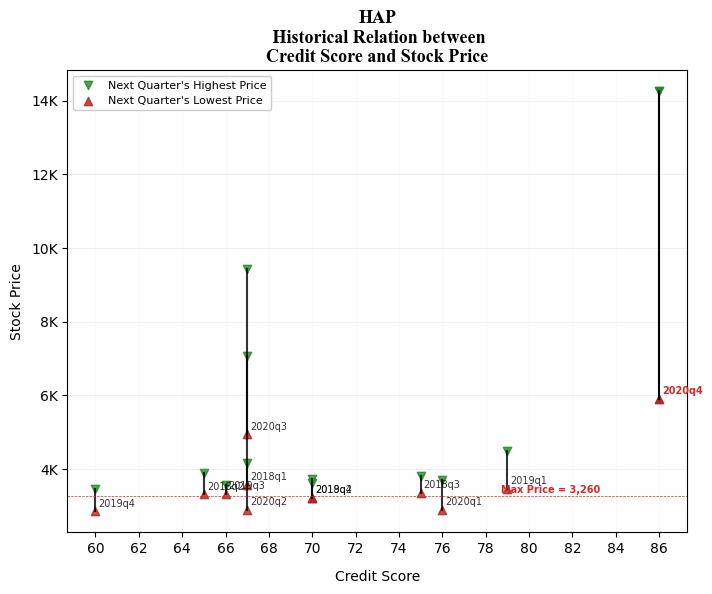 HAP
Historical Relation between
Credit Score and Stock Price
Next Quarter's Highest Price
Next Quarter's Lowest Price
Stock Price
14K
12K
10K
8K
6K
4K
2020q4
2020q3
2018q1
2019q1
2018q3
2020q2
2020q1
2019q4
Max Price = 3,260
60 62 64 66 68 70 72 74 76 78 80 82 84 86
Credit Score